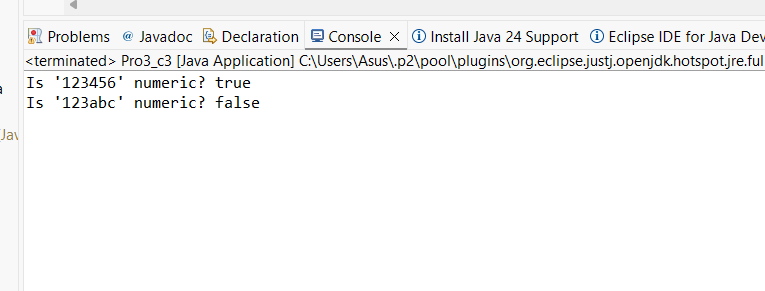 Problems @ Javadoc Declaration Console Install Java 24 Support Eclipse IDE for Java Dev
<terminated> Pro3_c3 [Java Application] C:\Users\Asus\.p2\pool\plugins\org.eclipse.justj.openjdk.hotspot.jre.ful
Is '123456' numeric? true
Is '123abc' numeric? false
[Jav